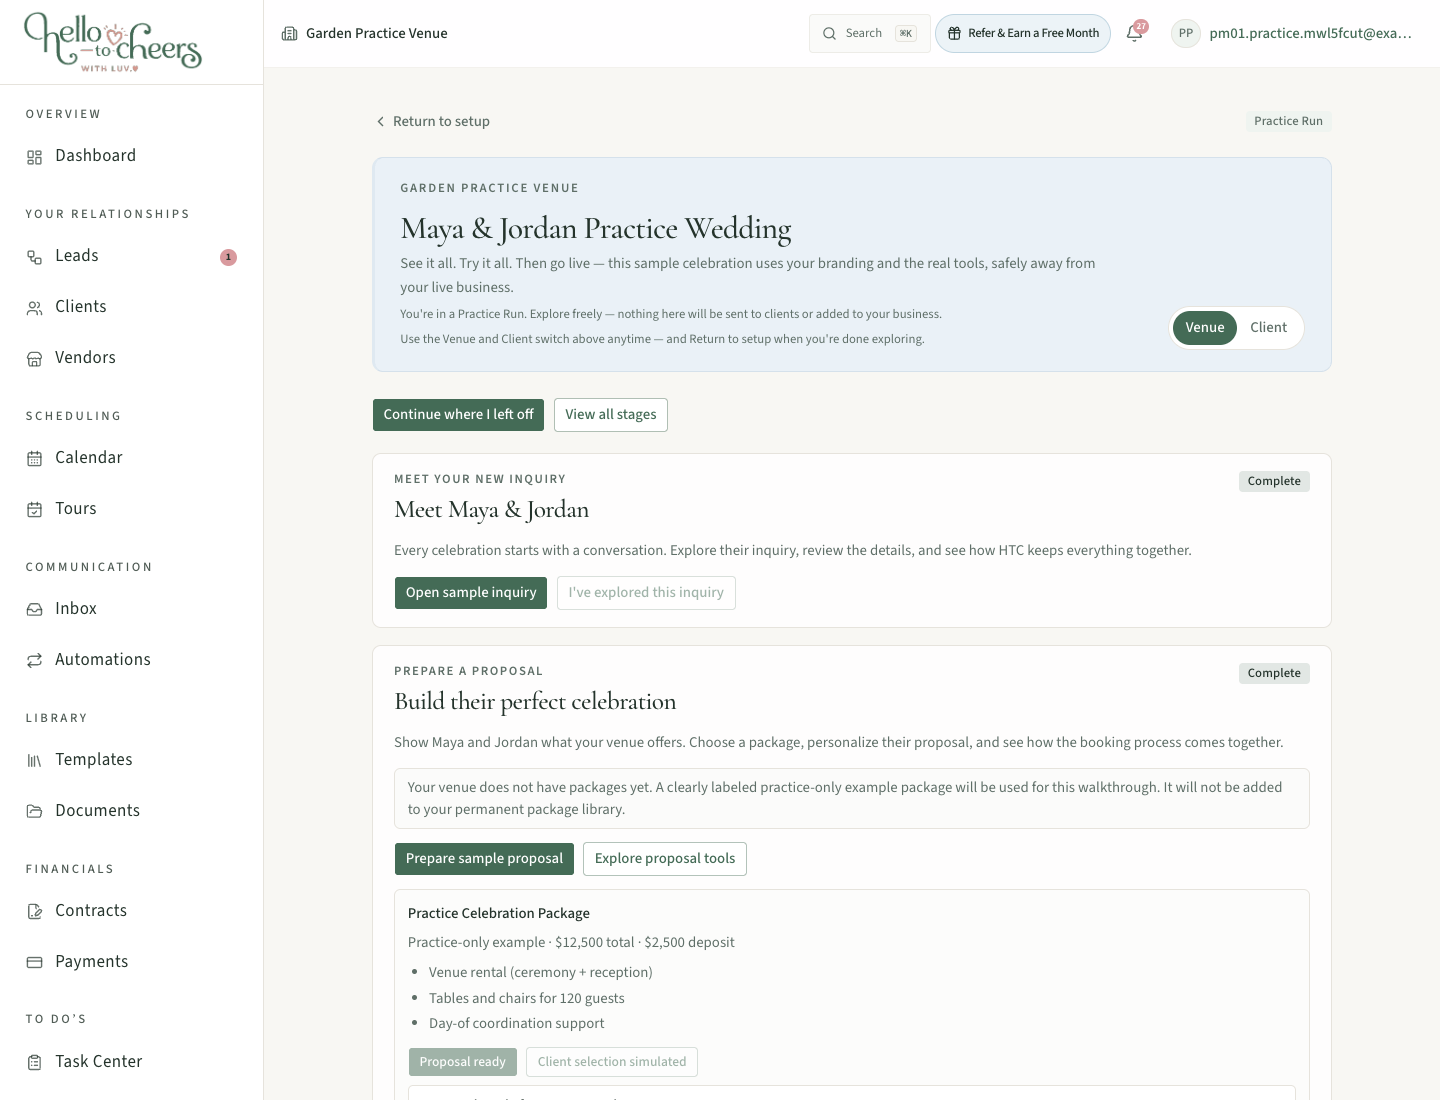 hello
to cheers
WITH LUV.
Garden Practice Venue
Search
⌘K
Refer & Earn a Free Month
27
PP
pm01.practice.mwl5fcut@exa...
OVERVIEW
Dashboard
YOUR RELATIONSHIPS
Leads
1
Clients
Vendors
SCHEDULING
Calendar
Tours
COMMUNICATION
Inbox
Automations
LIBRARY
Templates
Documents
FINANCIALS
Contracts
Payments
TO DO'S
Task Center
Return to setup
Practice Run
GARDEN PRACTICE VENUE
Maya & Jordan Practice Wedding
See it all. Try it all. Then go live — this sample celebration uses your branding and the real tools, safely away from
your live business.
You're in a Practice Run. Explore freely — nothing here will be sent to clients or added to your business.
Use the Venue and Client switch above anytime — and Return to setup when you're done exploring.
Venue
Client
Continue where I left off
View all stages
MEET YOUR NEW INQUIRY
Complete
Meet Maya & Jordan
Every celebration starts with a conversation. Explore their inquiry, review the details, and see how HTC keeps everything together.
Open sample inquiry
I've explored this inquiry
PREPARE A PROPOSAL
Complete
Build their perfect celebration
Show Maya and Jordan what your venue offers. Choose a package, personalize their proposal, and see how the booking process comes together.
Your venue does not have packages yet. A clearly labeled practice-only example package will be used for this walkthrough. It will not be added
to your permanent package library.
Prepare sample proposal
Explore proposal tools
Practice Celebration Package
Practice-only example · $12,500 total · $2,500 deposit
• Venue rental (ceremony + reception)
• Tables and chairs for 120 guests
• Day-of coordination support
Proposal ready
Client selection simulated